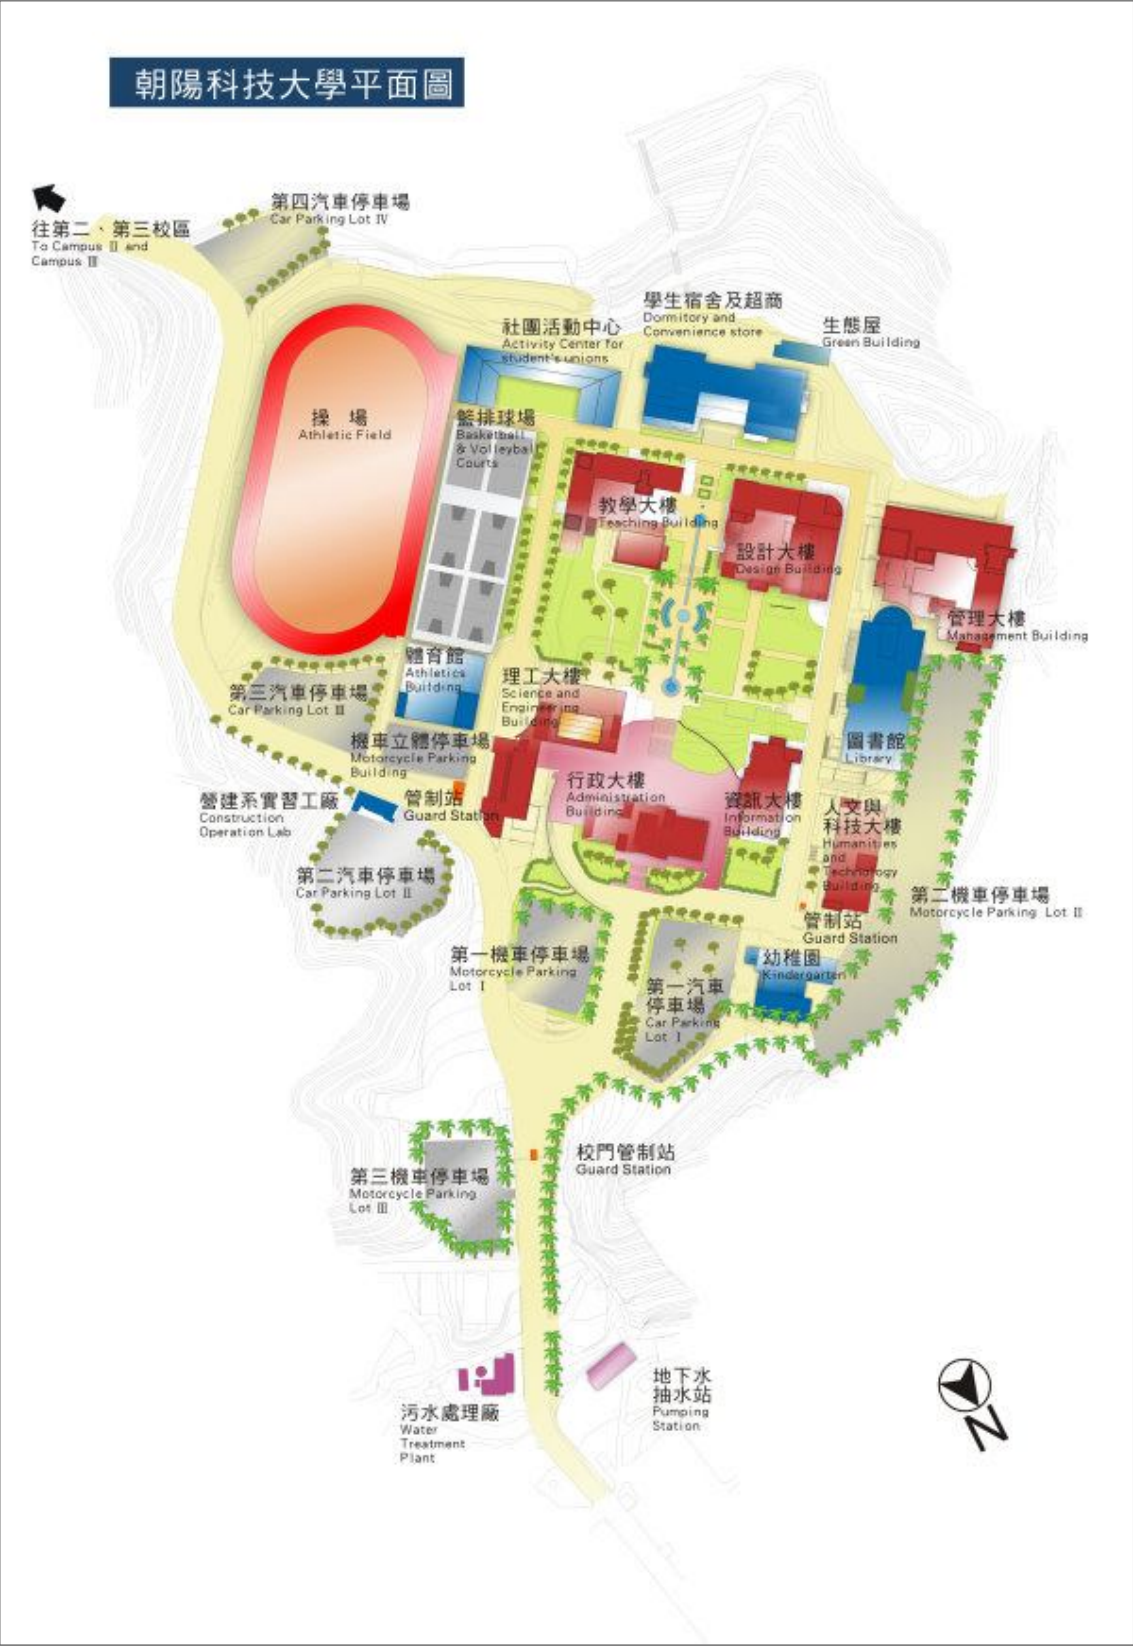 朝陽科技大學平面圖
第四汽車停車場
Car Parking Lot Ⅳ
往第二、第三校區
To Campus Ⅱ and
Campus Ⅲ
學生宿舍及超商
Dormitory and
Convenience store
社團活動中心
Activity Center for
student's unions
生態屋
Green Building
操 場
Athletic Field
籃排球場
Basketball
& Volleyball
Courts
教學大樓
Teaching Building
設計大樓
Design Building
管理大樓
Management Building
體育館
Athletics
Building
理工大樓
Science and
Engineering
Building
第三汽車停車場
Car Parking Lot Ⅲ
機車立體停車場
Motorcycle Parking
Building
圖書館
Library
行政大樓
Administration
Building
資訊大樓
Information
Building
人文與
科技大樓
Humanities
and
Technology
Building
營建系實習工廠
Construction
Operation Lab
管制站
Guard Station
第二汽車停車場
Car Parking Lot Ⅱ
第二機車停車場
Motorcycle Parking Lot Ⅱ
管制站
Guard Station
第一機車停車場
Motorcycle Parking
Lot Ⅰ
幼稚園
Kindergarten
第一汽車
停車場
Car Parking
Lot Ⅰ
校門管制站
Guard Station
第三機車停車場
Motorcycle Parking
Lot Ⅲ
地下水
抽水站
Pumping
Station
污水處理廠
Water
Treatment
Plant
N